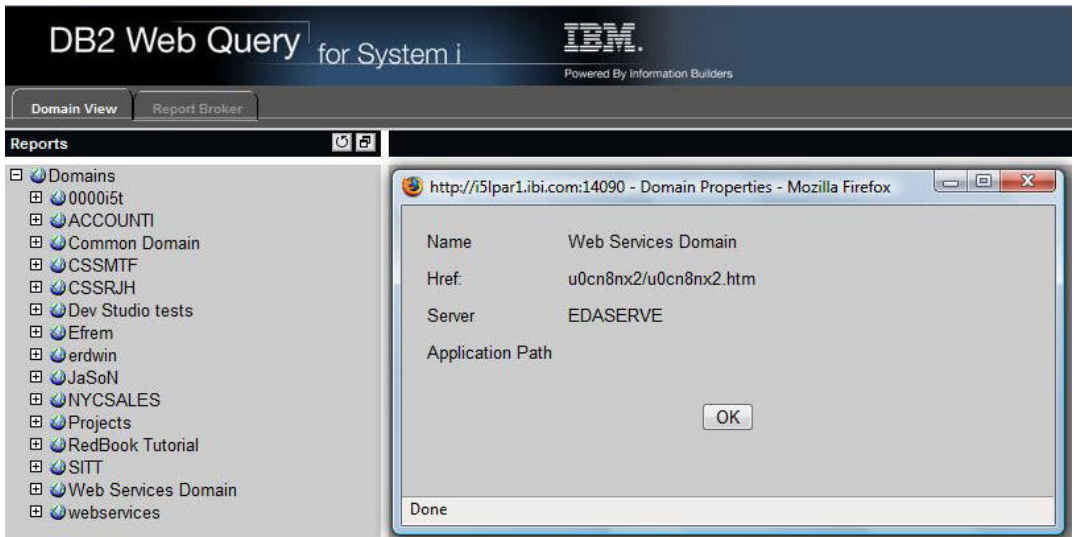 DB2 Web Query for System i
IBM.
Powered By Information Builders
Domain View
Report Broker
Reports
Domains
0000i5t
ACCOUNTI
Common Domain
CSSMTF
CSSRJH
Dev Studio tests
Efrem
erdwin
JaSoN
NYCSALES
Projects
RedBook Tutorial
SITT
Web Services Domain
webservices
http://i5lpar1.ibi.com:14090 - Domain Properties - Mozilla Firefox
Name Web Services Domain
Href: u0cn8nx2/u0cn8nx2.htm
Server EDASERVE
Application Path
OK
Done